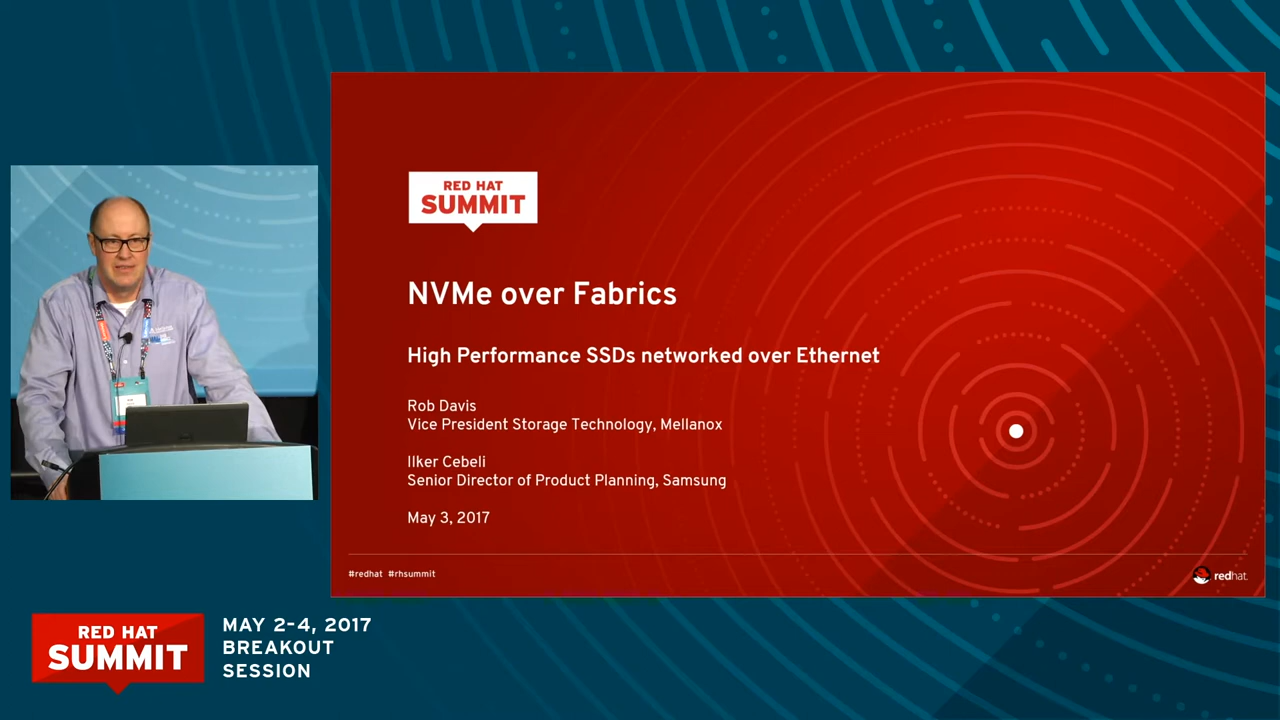 RED HAT
SUMMIT
NVMe over Fabrics
High Performance SSDs networked over Ethernet
Rob Davis
Vice President Storage Technology, Mellanox
Ilker Cebeli
Senior Director of Product Planning, Samsung
May 3, 2017
#redhat #rhsummit
redhat.
RED HAT
SUMMIT
MAY 2-4, 2017
BREAKOUT
SESSION